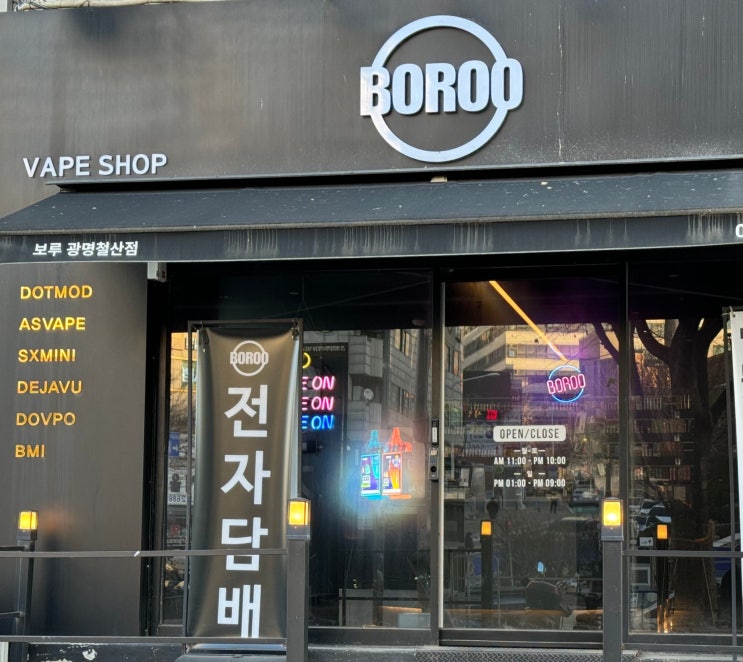 BOROO
VAPE SHOP
보루 광명철산점
DOTMOD
ASVAPE
SXMINI
DEJAVU
DOVPO
BMI
BOROO
전자담배
E ON
E ON
E ON
BOROO
OPEN/CLOSE
AM 11:00 - PM 10:00
일
PM 01:00 - PM 09:00